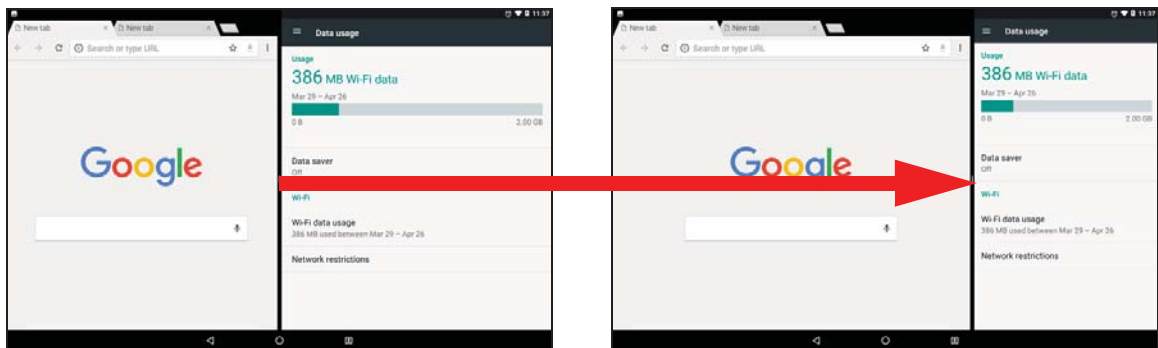 11:37
New tab New tab
Data usage
Search or type URL
Usage
386 MB Wi-Fi data
Mar 29 – Apr 26
0 B 2.00 GB
Google
Data saver
Off
Wi-Fi
Wi-Fi data usage
386 MB used between Mar 29 – Apr 26
Network restrictions
11:37
New tab New tab
Data usage
Search or type URL
Usage
386 MB Wi-Fi data
Mar 29 – Apr 26
0 B 2.00 GB
Google
Data saver
Off
Wi-Fi
Wi-Fi data usage
386 MB used between Mar 29 – Apr 26
Network restrictions